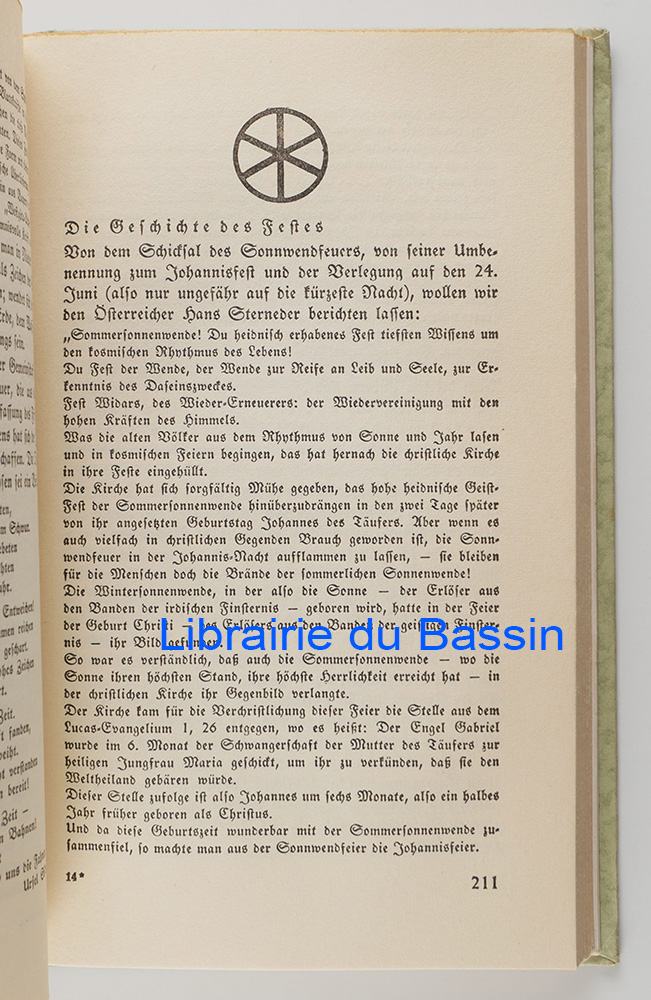 Die Geschichte des Festes
Von dem Schicksal des Sonnwendfeuers, von seiner Umbe-
nennung zum Johannisfest und der Verlegung auf den 24.
Juni (also nur ungefähr auf die kürzeste Nacht), wollen wir
den Österreicher Hans Sterneder berichten lassen:
„Sommersonnenwende! Du heidnisch erhabenes Fest tiefsten Wissens um
den kosmischen Rhythmus des Lebens!
Du Fest der Wende, der Wende zur Reife an Leib und Seele, zur Er-
kenntnis des Daseinszweckes.
Fest Widars, des Wieder-Erneuerers: der Wiedervereinigung mit den
hohen Kräften des Himmels.
Was die alten Völker aus dem Rhythmus von Sonne und Jahr lasen
und in kosmischen Feiern begingen, das hat hernach die christliche Kirche
in ihre Feste eingehüllt.
Die Kirche hat sich sorgfältig Mühe gegeben, das hohe heidnische Geist-
Fest der Sommersonnenwende hinüberzudrängen in den zwei Tage später
von ihr angesetzten Geburtstag Johannes des Täufers. Aber wenn es
auch vielfach in christlichen Gegenden Brauch geworden ist, die Sonn-
wendfeuer in der Johannis-Nacht aufflammen zu lassen, — sie bleiben
für die Menschen doch die Brände der sommerlichen Sonnenwende!
Die Wintersonnenwende, in der also die Sonne — der Erlöser aus
den Banden der irdischen Finsternis — geboren wird, hatte in der Feier
der Geburt Christi — des Erlösers aus den Banden der geistigen Finster-
nis — ihr Bild gefunden.
Librairie du Bassin
So war es verständlich, daß auch die Sommersonnenwende — wo die
Sonne ihren höchsten Stand, ihre höchste Herrlichkeit erreicht hat — in
der christlichen Kirche ihr Gegenbild verlangte.
Der Kirche kam für die Verchristlichung dieser Feier die Stelle aus dem
Lucas-Evangelium 1, 26 entgegen, wo es heißt: Der Engel Gabriel
wurde im 6. Monat der Schwangerschaft der Mutter des Täufers zur
heiligen Jungfrau Maria geschickt, um ihr zu verkünden, daß sie den
Weltheiland gebären würde.
Dieser Stelle zufolge ist also Johannes um sechs Monate, also ein halbes
Jahr früher geboren als Christus.
Und da diese Geburtszeit wunderbar mit der Sommersonnenwende zu-
sammenfiel, so machte man aus der Sonnwendfeier die Johannisfeier.
14*
211